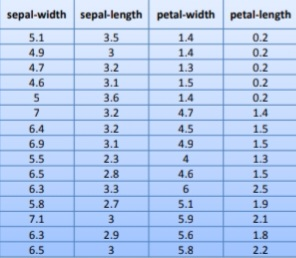 sepal-width sepal-length petal-width petal-length
5.1 3.5 1.4 0.2
4.9 3 1.4 0.2
4.7 3.2 1.3 0.2
4.6 3.1 1.5 0.2
5 3.6 1.4 0.2
7 3.2 4.7 1.4
6.4 3.2 4.5 1.5
6.9 3.1 4.9 1.5
5.5 2.3 4 1.3
6.5 2.8 4.6 1.5
6.3 3.3 6 2.5
5.8 2.7 5.1 1.9
7.1 3 5.9 2.1
6.3 2.9 5.6 1.8
6.5 3 5.8 2.2